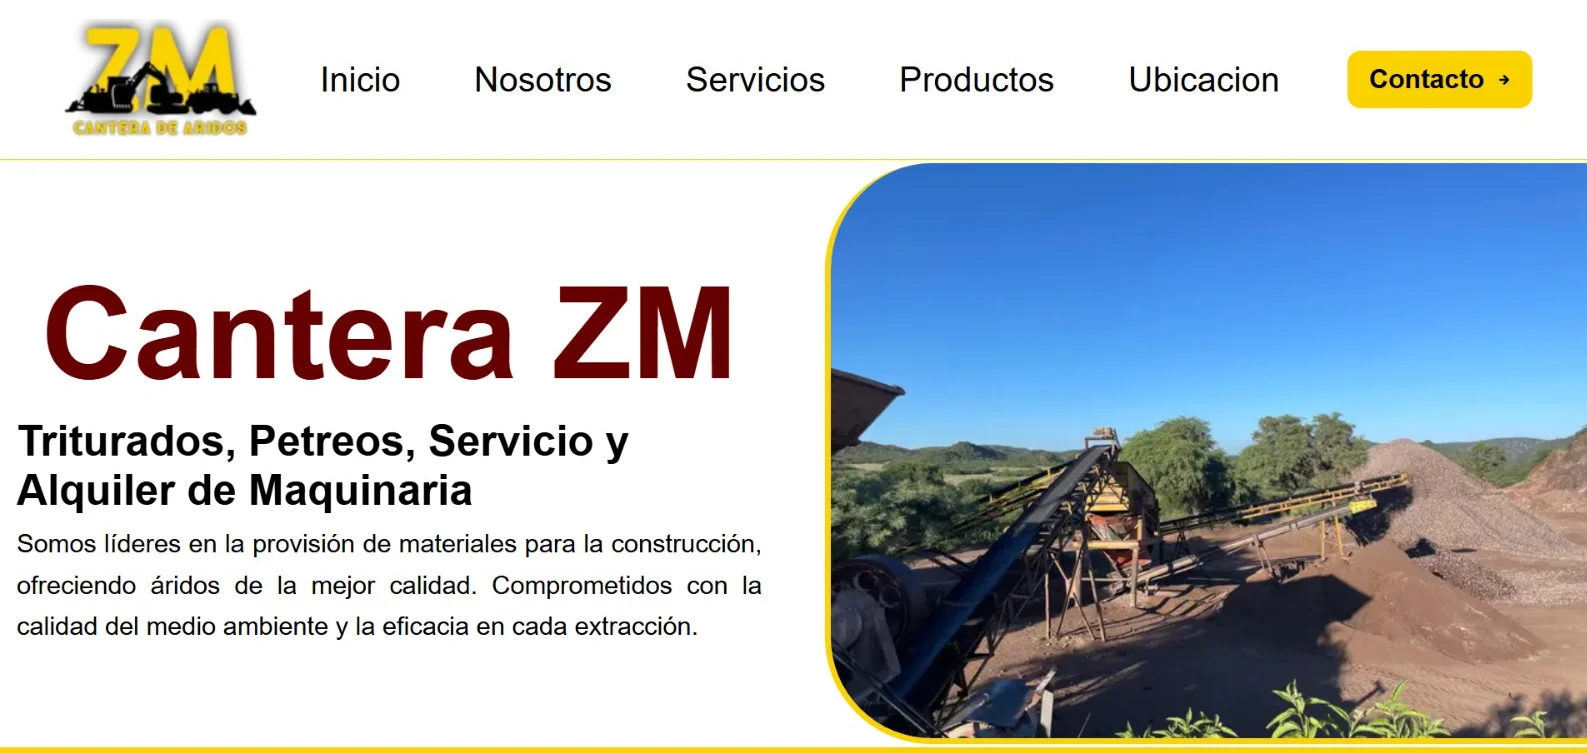 ZM
CANTERA DE ARIDOS
Inicio
Nosotros
Servicios
Productos
Ubicacion
Contacto →
Cantera ZM
Triturados, Petreos, Servicio y
Alquiler de Maquinaria
Somos líderes en la provisión de materiales para la construcción,
ofreciendo áridos de la mejor calidad. Comprometidos con la
calidad del medio ambiente y la eficacia en cada extracción.